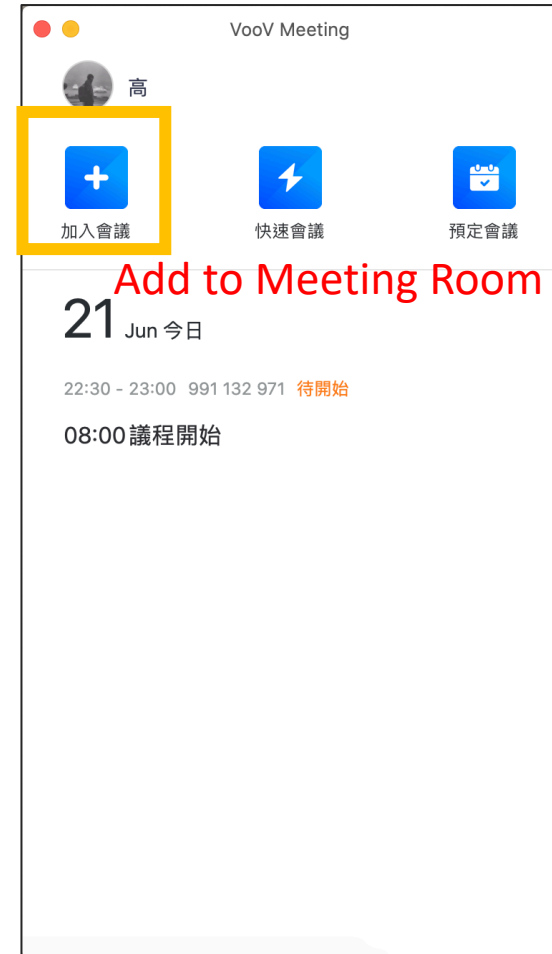 VooV Meeting
高
加入會議 快速會議 預定會議
Add to Meeting Room
21 Jun 今日
22:30 - 23:00 991 132 971 待開始
08:00議程開始